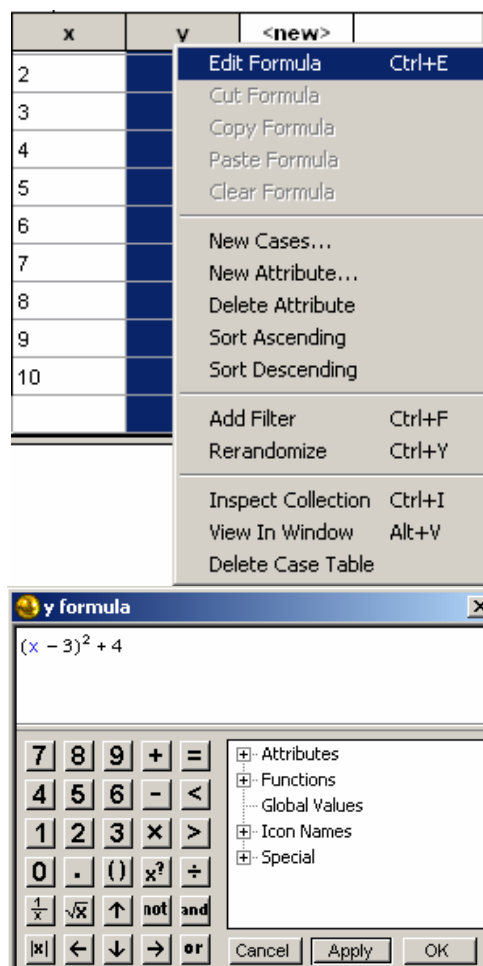 x y <new>
2
3
4
5
6
7
8
9
10
Edit Formula Ctrl+E
Cut Formula
Copy Formula
Paste Formula
Clear Formula
New Cases...
New Attribute...
Delete Attribute
Sort Ascending
Sort Descending
Add Filter Ctrl+F
Rerandomize Ctrl+Y
Inspect Collection Ctrl+I
View In Window Alt+V
Delete Case Table
y formula
(x − 3)² + 4
7 8 9 + =
4 5 6 - <
1 2 3 × >
0 . () x? ÷
1/x √x ↑ not and
|x| ← ↓ → or
Attributes
Functions
Global Values
Icon Names
Special
Cancel Apply OK